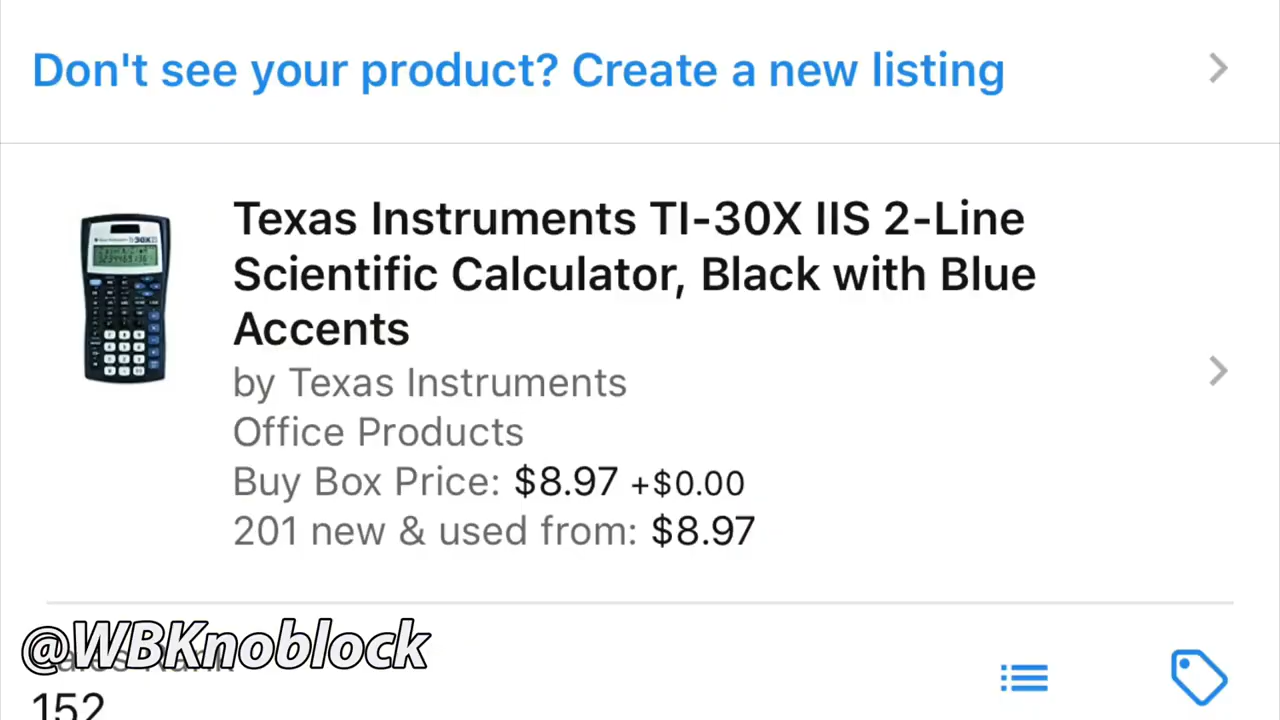 Don't see your product? Create a new listing
Texas Instruments TI-30X IIS 2-Line
Scientific Calculator, Black with Blue
Accents
by Texas Instruments
Office Products
Buy Box Price: $8.97 +$0.00
201 new & used from: $8.97
@WBKnoblock
152